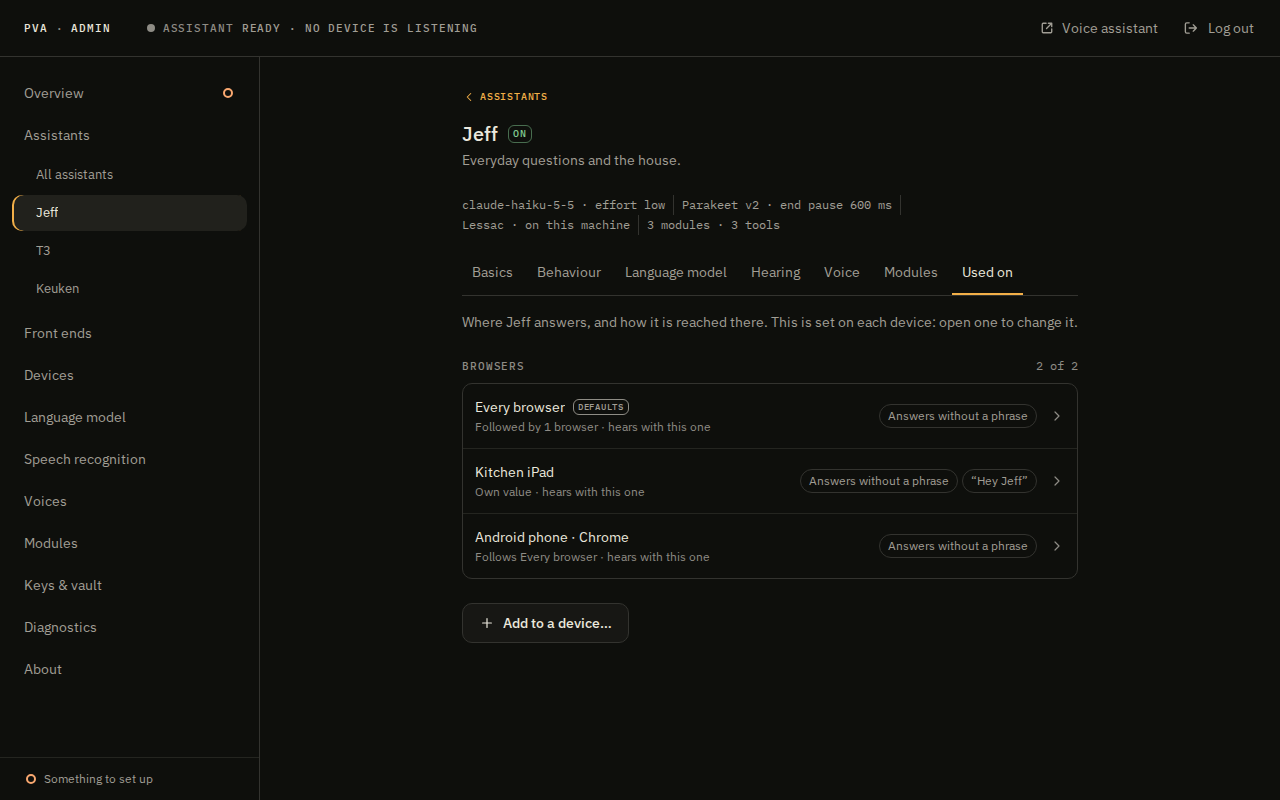 PVA · ADMIN
ASSISTANT READY · NO DEVICE IS LISTENING
Voice assistant
Log out
Overview
Assistants
All assistants
Jeff
T3
Keuken
Front ends
Devices
Language model
Speech recognition
Voices
Modules
Keys & vault
Diagnostics
About
Something to set up
ASSISTANTS
Jeff ON
Everyday questions and the house.
claude-haiku-5-5 · effort low | Parakeet v2 · end pause 600 ms |
Lessac · on this machine | 3 modules · 3 tools
Basics Behaviour Language model Hearing Voice Modules Used on
Where Jeff answers, and how it is reached there. This is set on each device: open one to change it.
BROWSERS 2 of 2
Every browser DEFAULTS
Followed by 1 browser · hears with this one
Answers without a phrase
Kitchen iPad
Own value · hears with this one
Answers without a phrase “Hey Jeff”
Android phone · Chrome
Follows Every browser · hears with this one
Answers without a phrase
Add to a device...